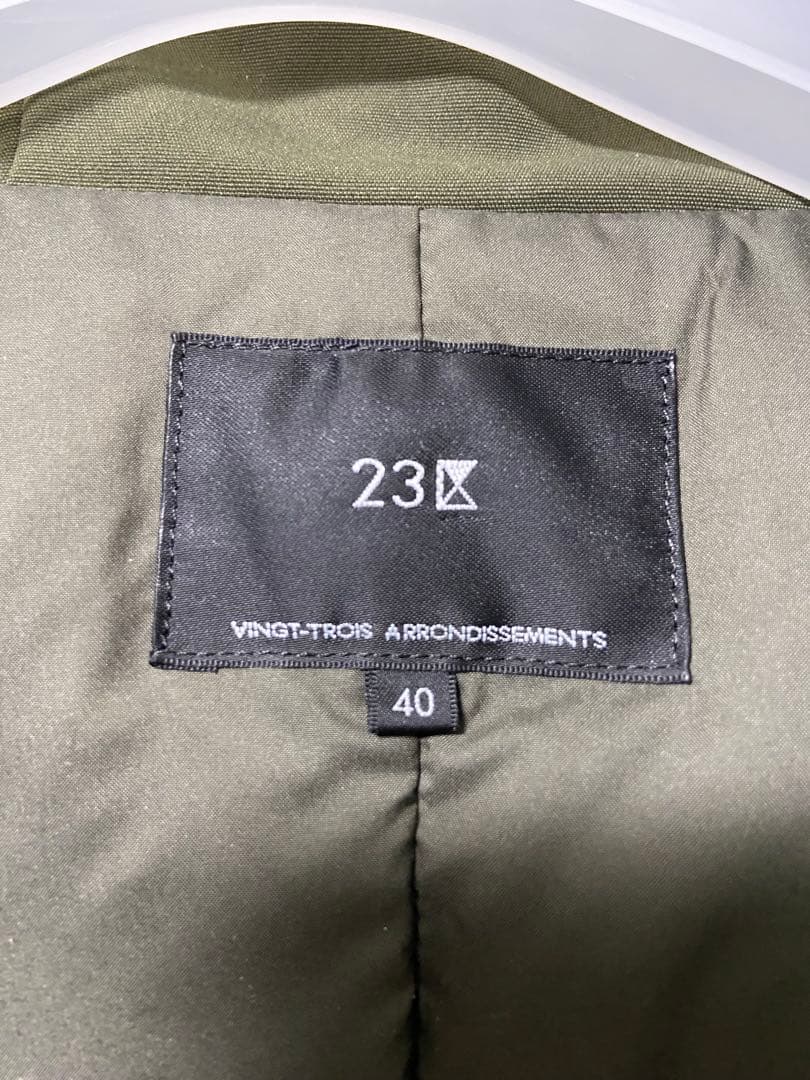 23区
VINGT-TROIS ARRONDISSEMENTS
40